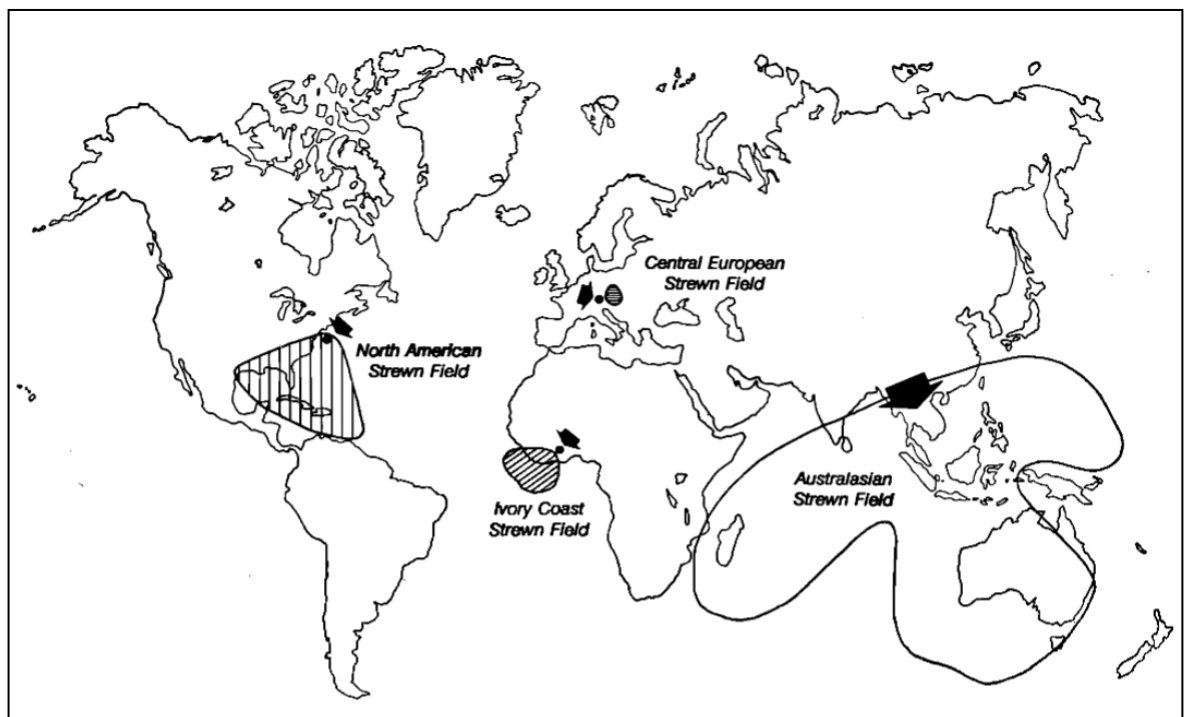 Central European
Strewn Field
North American
Strewn Field
Ivory Coast
Strewn Field
Australasian
Strewn Field